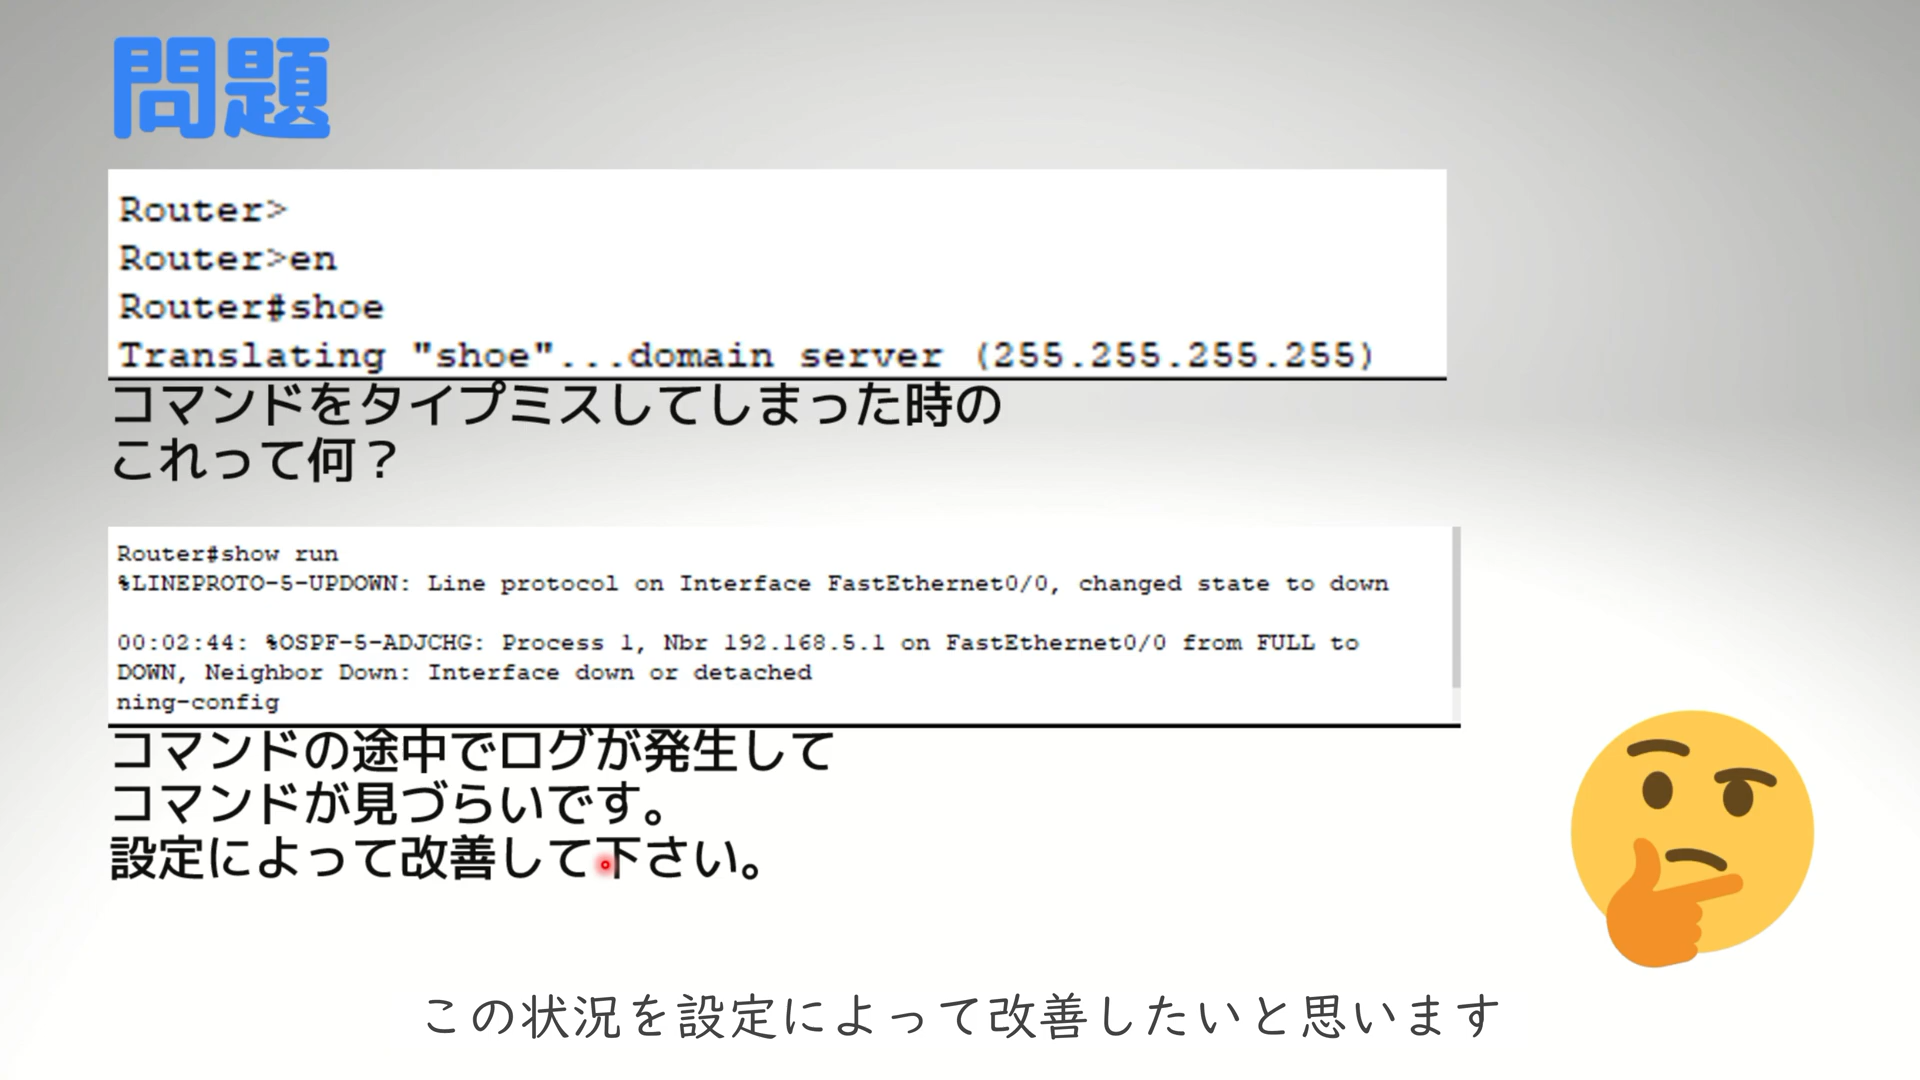 問題
Router>
Router>en
Router#shoe
Translating "shoe"...domain server (255.255.255.255)
コマンドをタイプミスしてしまった時の
これって何？
Router#show run
%LINEPROTO-5-UPDOWN: Line protocol on Interface FastEthernet0/0, changed state to down
00:02:44: %OSPF-5-ADJCHG: Process 1, Nbr 192.168.5.1 on FastEthernet0/0 from FULL to
DOWN, Neighbor Down: Interface down or detached
ning-config
コマンドの途中でログが発生して
コマンドが見づらいです。
設定によって改善して下さい。
この状況を設定によって改善したいと思います